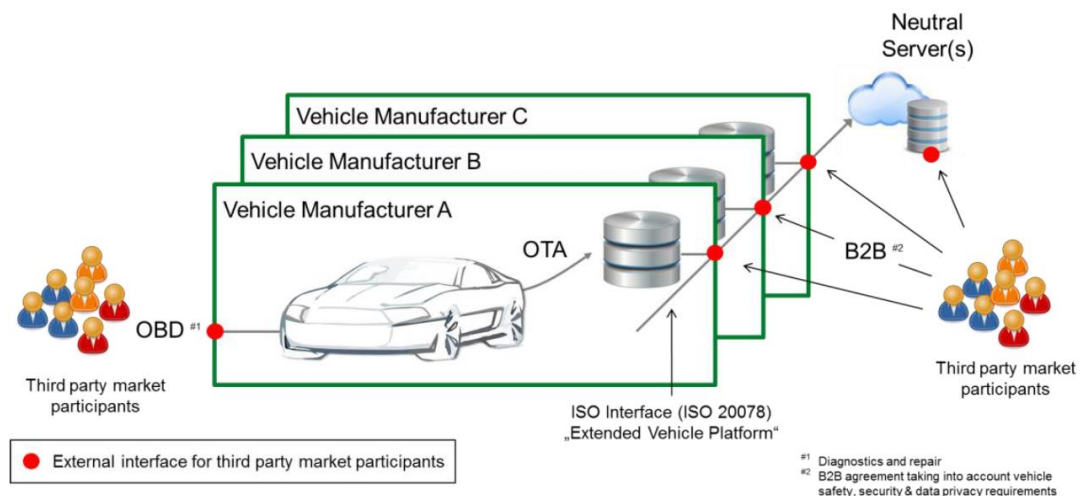 Neutral
Server(s)
Vehicle Manufacturer C
Vehicle Manufacturer B
Vehicle Manufacturer A
OTA
B2B #2
OBD #1
Third party market
participants
Third party market
participants
ISO Interface (ISO 20078)
„Extended Vehicle Platform“
External interface for third party market participants
#1 Diagnostics and repair
#2 B2B agreement taking into account vehicle
safety, security & data privacy requirements